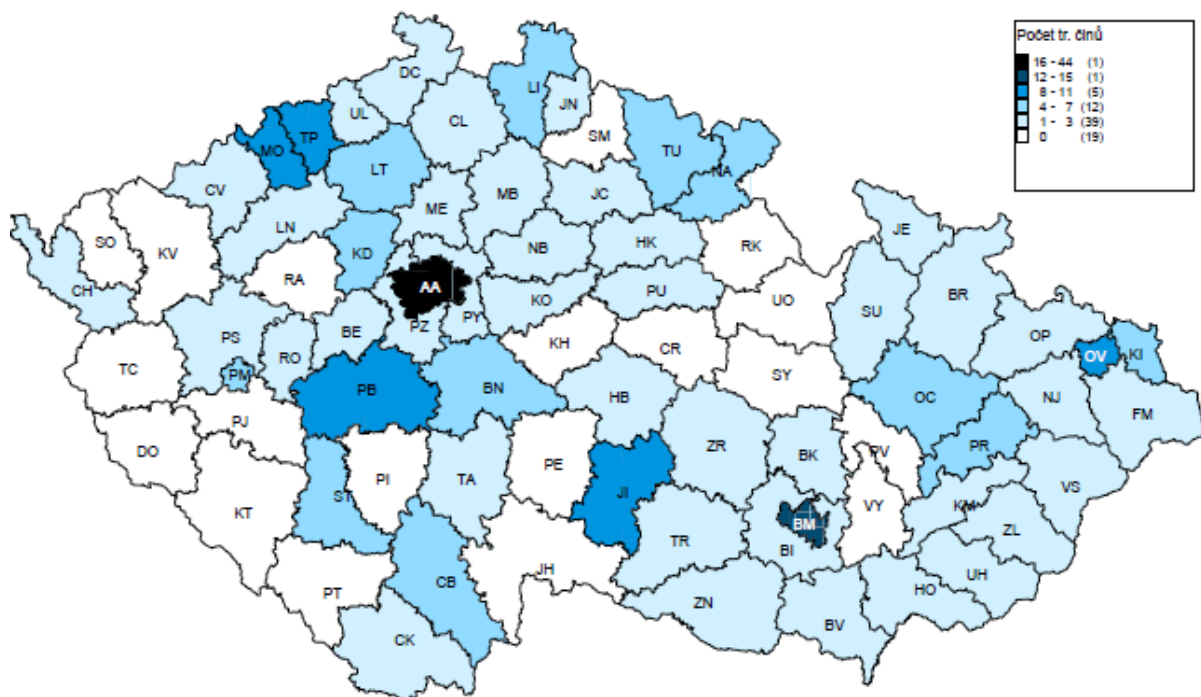 Počet tr. činů
16 - 44 (1)
12 - 15 (1)
8 - 11 (5)
4 - 7 (12)
1 - 3 (39)
0 (19)
DC
LI
UL
JN
TP
CL
SM
MO
TU
LT
NA
CV
ME
MB
JC
LN
JE
SO
KD
NB
HK
RK
KV
RA
AA
CH
KO
PU
UO
BR
SU
PS
BE
PZ
PY
OP
RO
KH
CR
OV
KI
TC
PM
SY
PB
BN
HB
OC
NJ
FM
PJ
DO
ZR
PV
PR
BK
PI
TA
PE
ST
JI
VS
KT
VY
KM
BM
ZL
TR
BI
JH
CB
UH
PT
HO
ZN
BV
CK